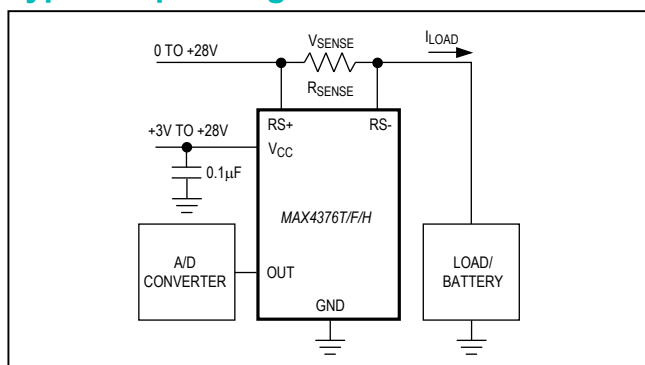 0 TO +28V
VSENSE
ILOAD
RSENSE
RS+
RS-
+3V TO +28V
VCC
0.1µF
MAX4376T/F/H
A/D
CONVERTER
OUT
LOAD/
BATTERY
GND